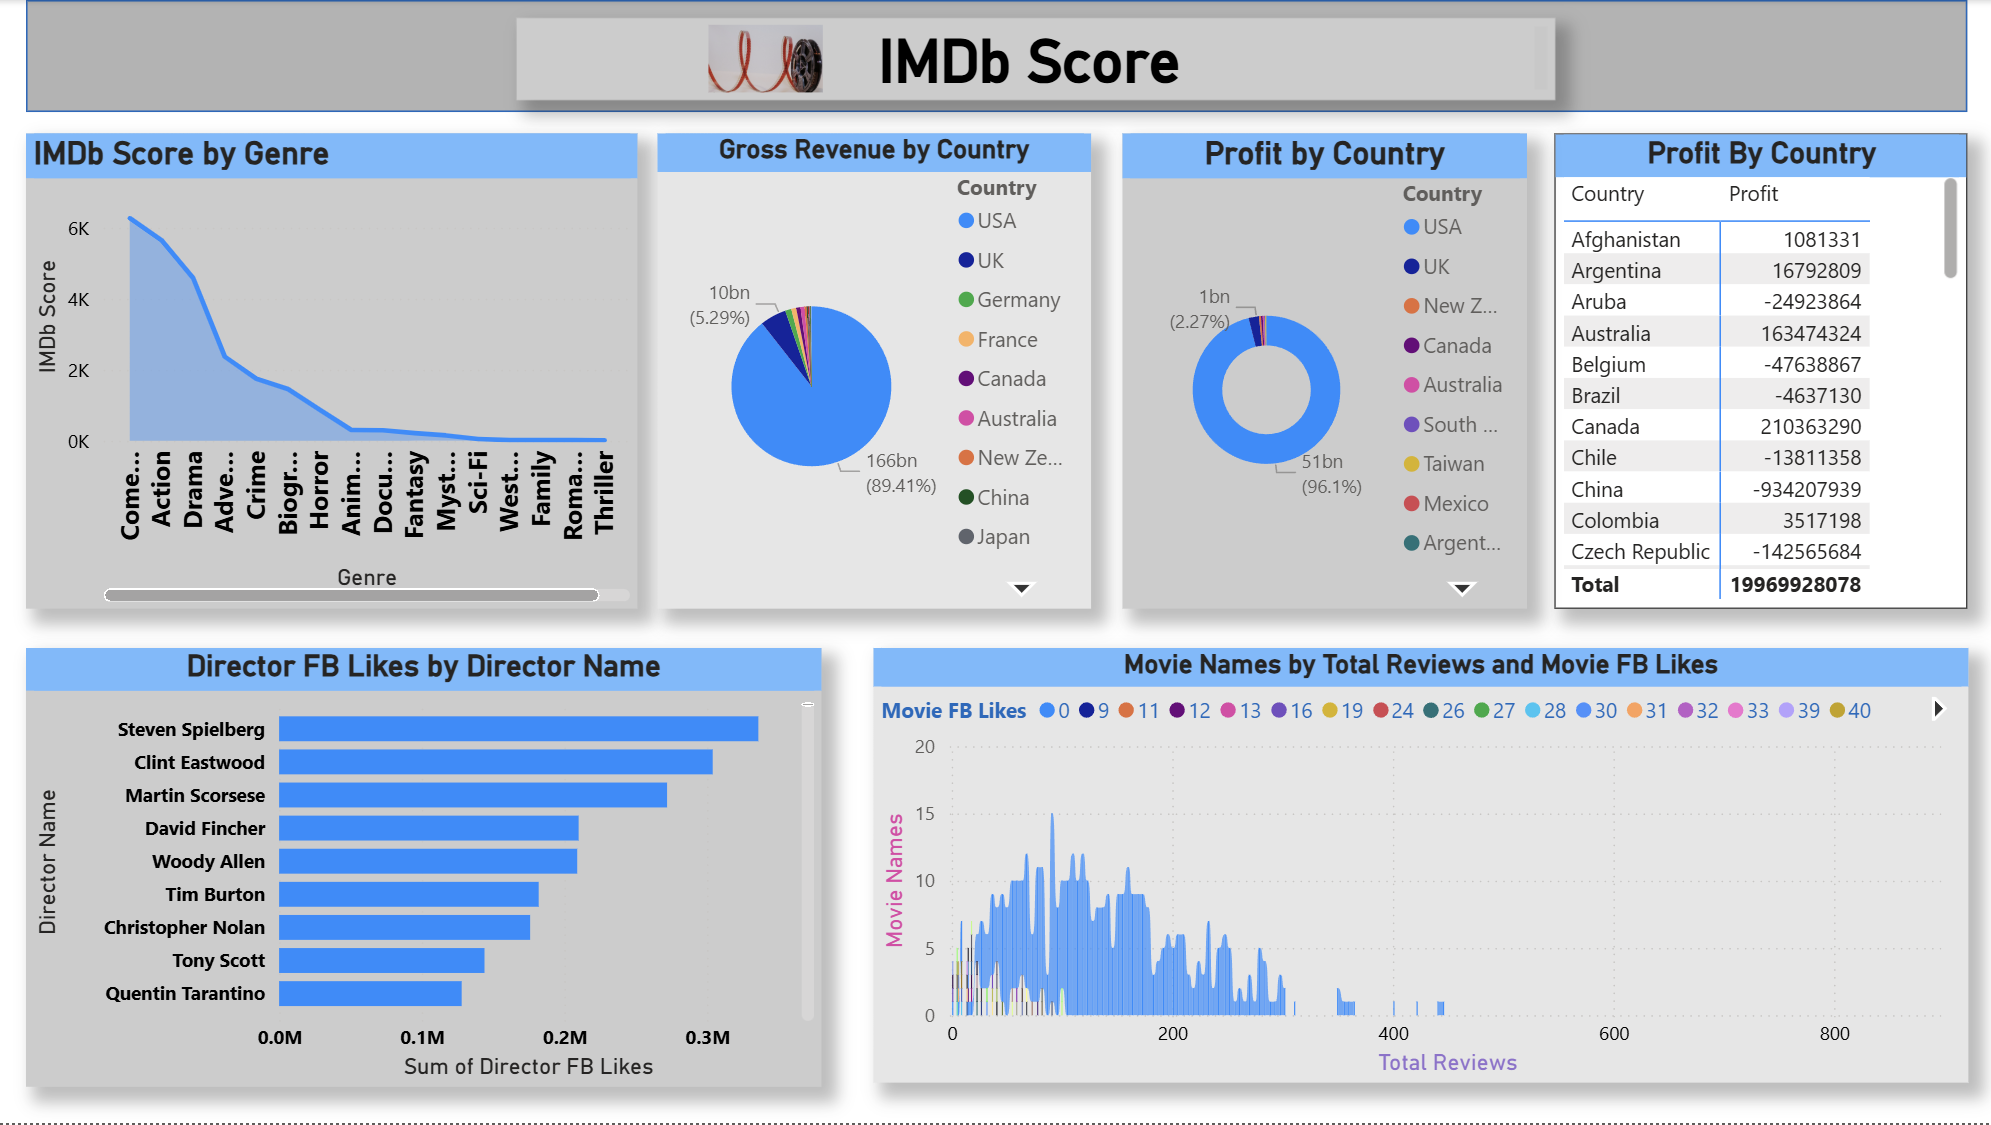 IMDb Score
IMDb Score by Genre
IMDb Score
6K
4K
2K
0K
Come...
Action
Drama
Adve...
Crime
Biogr...
Horror
Anim...
Docu...
Fantasy
Myst...
Sci-Fi
West...
Family
Roma...
Thriller
Genre
Gross Revenue by Country
Country
USA
UK
Germany
France
Canada
Australia
New Ze...
China
Japan
10bn
(5.29%)
166bn
(89.41%)
Profit by Country
Country
USA
UK
New Z...
Canada
Australia
South ...
Taiwan
Mexico
Argent...
1bn
(2.27%)
51bn
(96.1%)
Profit By Country
Country Profit
Afghanistan 1081331
Argentina 16792809
Aruba -24923864
Australia 163474324
Belgium -47638867
Brazil -4637130
Canada 210363290
Chile -13811358
China -934207939
Colombia 3517198
Czech Republic -142565684
Total 19969928078
Director FB Likes by Director Name
Director Name
Steven Spielberg
Clint Eastwood
Martin Scorsese
David Fincher
Woody Allen
Tim Burton
Christopher Nolan
Tony Scott
Quentin Tarantino
0.0M 0.1M 0.2M 0.3M
Sum of Director FB Likes
Movie Names by Total Reviews and Movie FB Likes
Movie FB Likes 0 9 11 12 13 16 19 24 26 27 28 30 31 32 33 39 40
Movie Names
20
15
10
5
0
0 200 400 600 800
Total Reviews